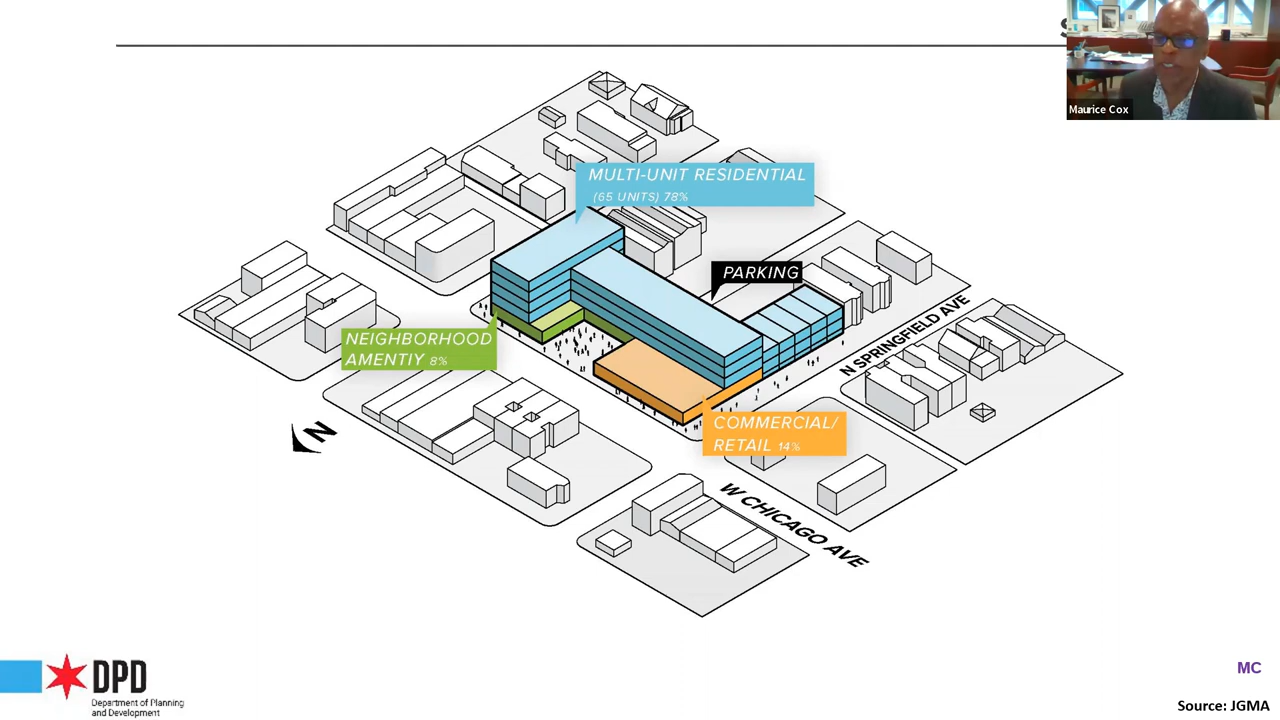 Maurice Cox
MULTI-UNIT RESIDENTIAL
(65 UNITS) 78%
PARKING
NEIGHBORHOOD
AMENTIY 8%
N SPRINGFIELD AVE
COMMERCIAL/
RETAIL 14%
N
W CHICAGO AVE
DPD
Department of Planning
and Development
MC
Source: JGMA